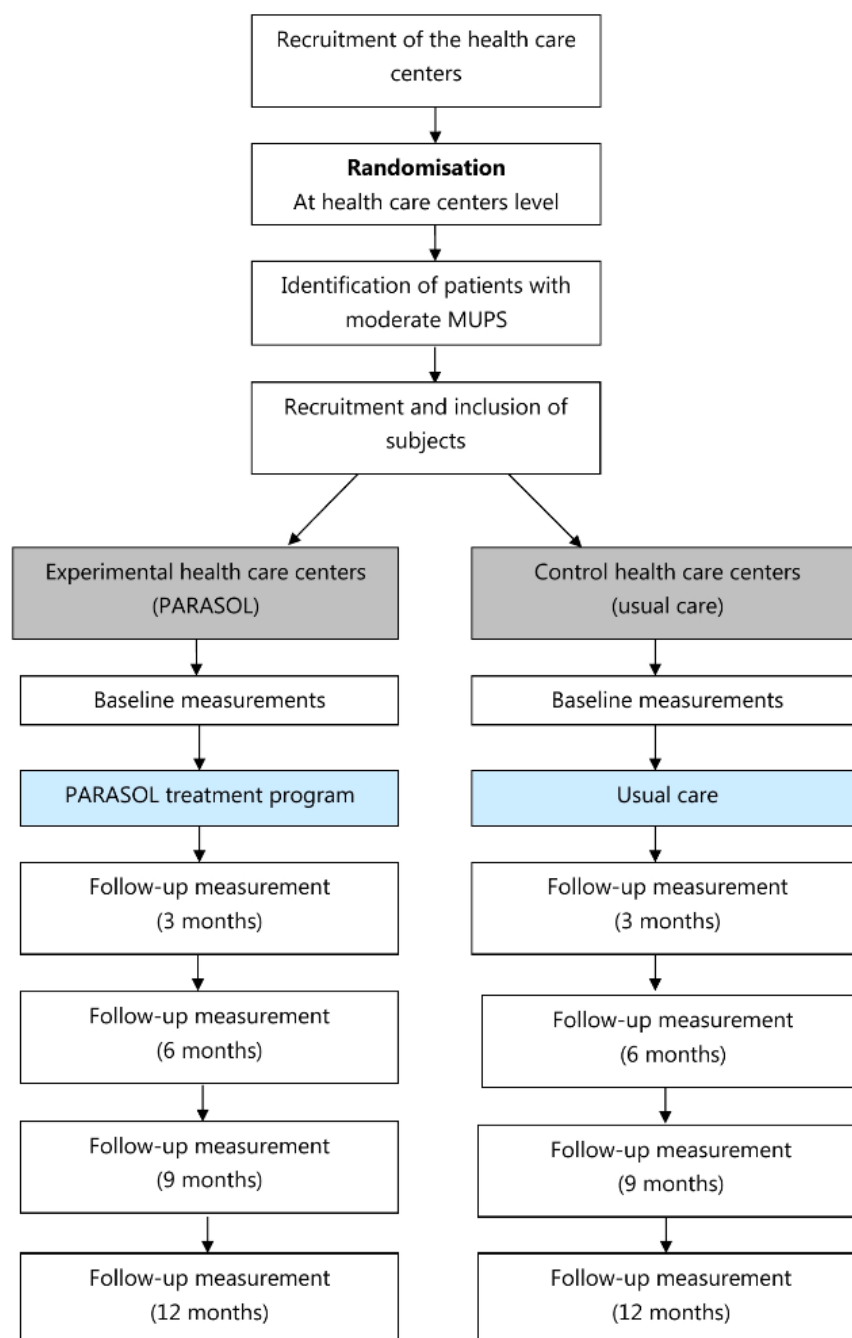 Recruitment of the health care
centers
Randomisation
At health care centers level
Identification of patients with
moderate MUPS
Recruitment and inclusion of
subjects
Experimental health care centers
(PARASOL)
Control health care centers
(usual care)
Baseline measurements
Baseline measurements
PARASOL treatment program
Usual care
Follow-up measurement
(3 months)
Follow-up measurement
(3 months)
Follow-up measurement
(6 months)
Follow-up measurement
(6 months)
Follow-up measurement
(9 months)
Follow-up measurement
(9 months)
Follow-up measurement
(12 months)
Follow-up measurement
(12 months)